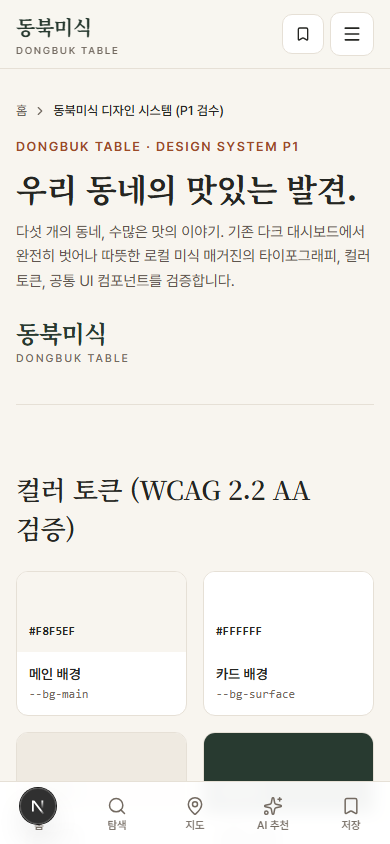 동북미식
DONGBUK TABLE
홈 > 동북미식 디자인 시스템 (P1 검수)
DONGBUK TABLE · DESIGN SYSTEM P1
우리 동네의 맛있는 발견.
다섯 개의 동네, 수많은 맛의 이야기. 기존 다크 대시보드에서
완전히 벗어나 따뜻한 로컬 미식 매거진의 타이포그래피, 컬러
토큰, 공통 UI 컴포넌트를 검증합니다.
동북미식
DONGBUK TABLE
컬러 토큰 (WCAG 2.2 AA
검증)
#F8F5EF
메인 배경
--bg-main
#FFFFFF
카드 배경
--bg-surface
N
홈 탐색 지도 AI 추천 저장